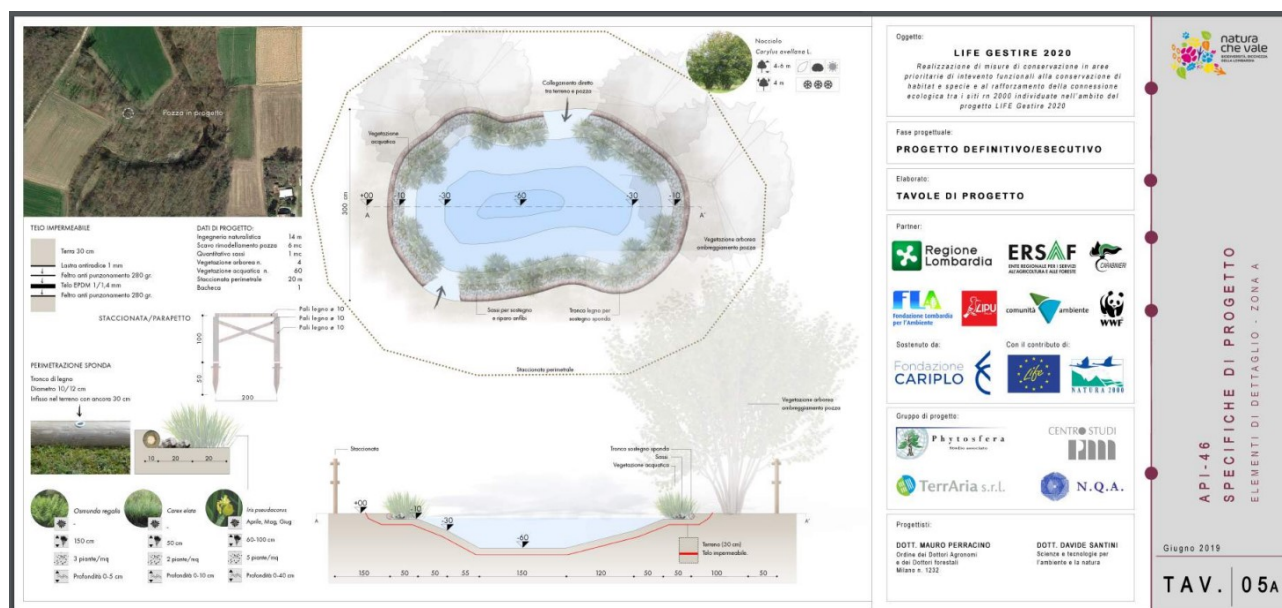 Pozza in progetto
TELO IMPERMEABILE
Terra 30 cm
Lastra antiradice 1 mm
Feltro anti punzonamento 280 gr.
Telo EPDM 1/1,4 mm
Feltro anti punzonamento 280 gr.
DATI DI PROGETTO:
Ingegneria naturalistica 14 m
Scavo rimodellamento pozza 6 mc
Quantitativo sassi 1 mc
Vegetazione arborea n. 4
Vegetazione acquatica n. 60
Staccionata perimetrale 20 m
Bacheca 1
STACCIONATA/PARAPETTO
Pali legno ø 10
Pali legno ø 10
Pali legno ø 10
100
50
200
PERIMETRAZIONE SPONDA
Tronco di legno
Diametro 10/12 cm
Infisso nel terreno con ancora 30 cm
10 20 20
Osmunda regalis
-
150 cm
3 piante/mq
Profondità 0-5 cm
Carex elata
-
50 cm
2 piante/mq
Profondità 0-10 cm
Iris pseudacorus
Aprile, Mag, Giug
60-100 cm
5 piante/mq
Profondità 0-40 cm
Nocciolo
Corylus avellana L.
4-6 m
4 m
Collegamento diretto
tra terreno e pozza
Vegetazione
acquatica
300 cm
+00 -10 -30 -60 -30 -10
A A'
Vegetazione arborea
ombreggiamento pozza
Sassi per sostegno
e riparo anfibi
Tronco legno per
sostegno sponda
Staccionata perimetrale
Vegetazione arborea
ombreggiamento pozza
Staccionata
Tronco sostegno sponda
Sassi
Vegetazione acquatica
+00
-10
-30
-60
A A'
Terreno (30 cm)
Telo impermeabile
150 50 50 55 150 120 50 50 100 50
Oggetto:
LIFE GESTIRE 2020
Realizzazione di misure di conservazione in aree
prioritarie di intevento funzionali alla conservazione di
habitat e specie e al rafforzamento della connessione
ecologica tra i siti rn 2000 individuate nell'ambito del
progetto LIFE Gestire 2020
Fase progettuale:
PROGETTO DEFINITIVO/ESECUTIVO
Elaborato:
TAVOLE DI PROGETTO
Partner:
Regione
Lombardia
ERSAF
ENTE REGIONALE PER I SERVIZI
ALL'AGRICOLTURA E ALLE FORESTE
CARABINIERI
FLA
Fondazione Lombardia
per l'Ambiente
LIPU
comunità ambiente
WWF
Sostenuto da:
Fondazione
CARIPLO
Con il contributo di:
Life
NATURA 2000
Gruppo di progetto:
Phytosfera
Studio associato
CENTRO STUDI
PIM
TerrAria s.r.l.
N.Q.A.
Progettisti:
DOTT. MAURO PERRACINO
Ordine dei Dottori Agronomi
e dei Dottori forestali
Milano n. 1232
DOTT. DAVIDE SANTINI
Scienze e tecnologie per
l'ambiente e la natura
natura
che vale
BIODIVERSITÀ, RICCHEZZA
DELLA LOMBARDIA
API-46
SPECIFICHE DI PROGETTO
ELEMENTI DI DETTAGLIO - ZONA A
Giugno 2019
TAV. 05A